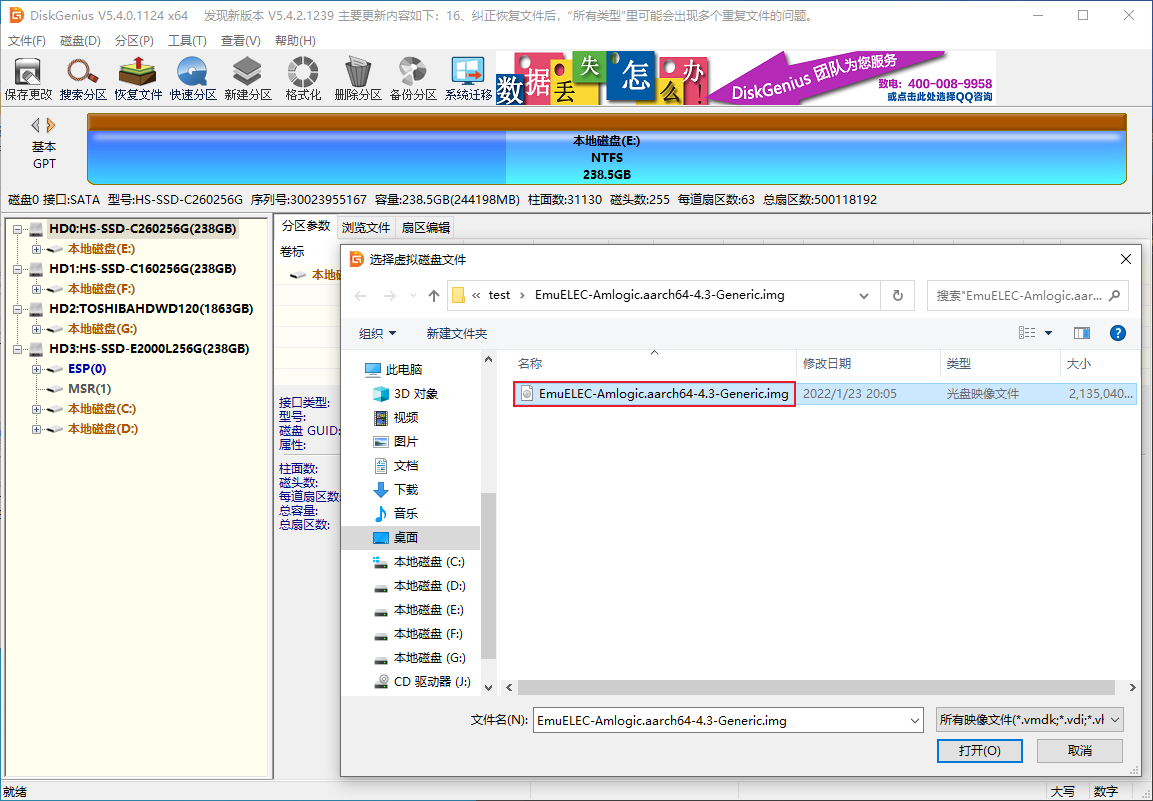 DiskGenius V5.4.0.1124 x64 发现新版本 V5.4.2.1239 主要更新内容如下：16、纠正恢复文件后，“所有类型”里可能会出现多个重复文件的问题。
文件(F) 磁盘(D) 分区(P) 工具(T) 查看(V) 帮助(H)
保存更改 搜索分区 恢复文件 快速分区 新建分区 格式化 删除分区 备份分区 系统迁移
数据丢失怎么办!
DiskGenius 团队为您服务
致电: 400-008-9958
或点击此处选择QQ咨询
基本
GPT
本地磁盘(E:)
NTFS
238.5GB
磁盘0 接口:SATA 型号:HS-SSD-C260256G 序列号:30023955167 容量:238.5GB(244198MB) 柱面数:31130 磁头数:255 每道扇区数:63 总扇区数:500118192
HD0:HS-SSD-C260256G(238GB)
本地磁盘(E:)
HD1:HS-SSD-C160256G(238GB)
本地磁盘(F:)
HD2:TOSHIBAHDWD120(1863GB)
本地磁盘(G:)
HD3:HS-SSD-E2000L256G(238GB)
ESP(0)
MSR(1)
本地磁盘(C:)
本地磁盘(D:)
分区参数 浏览文件 扇区编辑
卷标
本地磁
接口类型:
型号:
磁盘 GUID:
属性:
柱面数:
磁头数:
每道扇区数:
总容量:
总扇区数:
选择虚拟磁盘文件
« test › EmuELEC-Amlogic.aarch64-4.3-Generic.img
搜索"EmuELEC-Amlogic.aar...
组织 新建文件夹
此电脑
3D 对象
视频
图片
文档
下载
音乐
桌面
本地磁盘 (C:)
本地磁盘 (D:)
本地磁盘 (E:)
本地磁盘 (F:)
本地磁盘 (G:)
CD 驱动器 (J:)
名称 修改日期 类型 大小
EmuELEC-Amlogic.aarch64-4.3-Generic.img 2022/1/23 20:05 光盘映像文件 2,135,040...
文件名(N): EmuELEC-Amlogic.aarch64-4.3-Generic.img 所有映像文件(*.vmdk;*.vdi;*.vl
打开(O) 取消
就绪 大写 数字